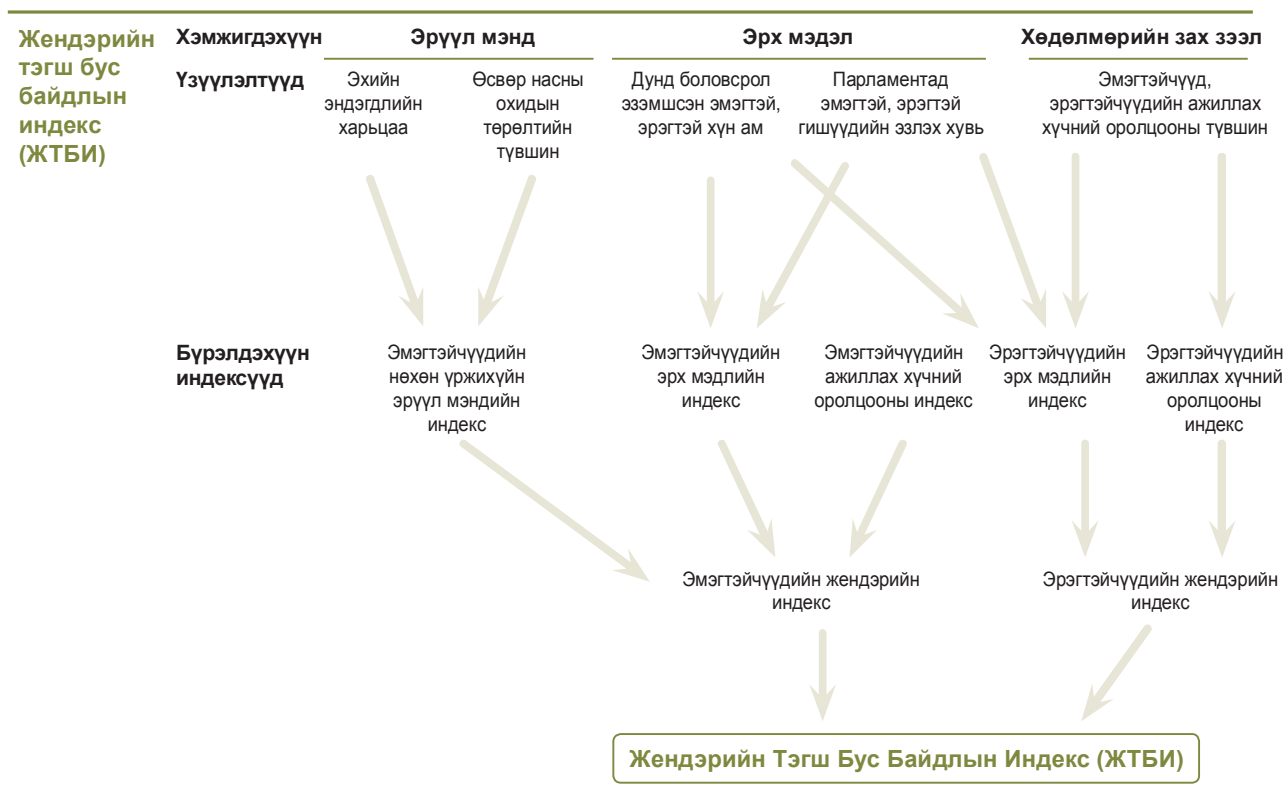 Жендэрийн
тэгш бус
байдлын
индекс
(ЖТБИ)
Хэмжигдэхүүн
Эрүүл мэнд
Эрх мэдэл
Хөдөлмөрийн зах зээл
Үзүүлэлтүүд
Эхийн
эндэгдлийн
харьцаа
Өсвөр насны
охидын
төрөлтийн
түвшин
Дунд боловсрол
эзэмшсэн эмэгтэй,
эрэгтэй хүн ам
Парламентад
эмэгтэй, эрэгтэй
гишүүдийн эзлэх хувь
Эмэгтэйчүүд,
эрэгтэйчүүдийн ажиллах
хүчний оролцооны түвшин
Бүрэлдэхүүн
индексүүд
Эмэгтэйчүүдийн
нөхөн үржихүйн
эрүүл мэндийн
индекс
Эмэгтэйчүүдийн
эрх мэдлийн
индекс
Эмэгтэйчүүдийн
ажиллах хүчний
оролцооны индекс
Эрэгтэйчүүдийн
эрх мэдлийн
индекс
Эрэгтэйчүүдийн
ажиллах хүчний
оролцооны
индекс
Эмэгтэйчүүдийн жендэрийн
индекс
Эрэгтэйчүүдийн жендэрийн
индекс
Жендэрийн Тэгш Бус Байдлын Индекс (ЖТБИ)